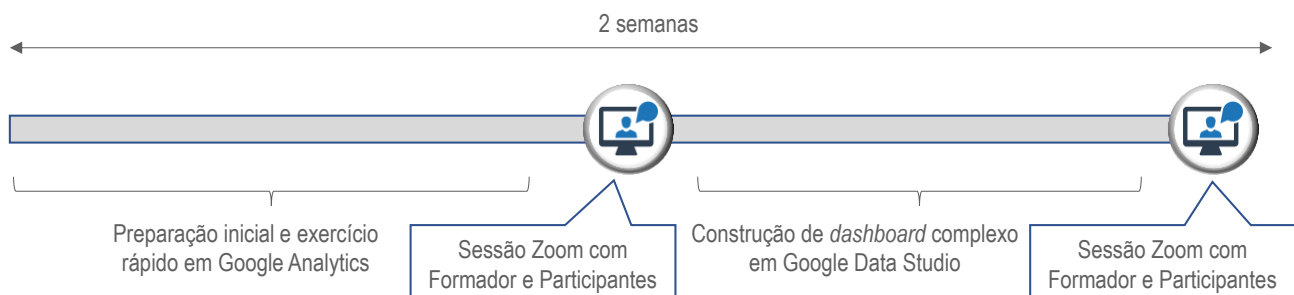 2 semanas
Preparação inicial e exercício
rápido em Google Analytics
Sessão Zoom com
Formador e Participantes
Construção de dashboard complexo
em Google Data Studio
Sessão Zoom com
Formador e Participantes